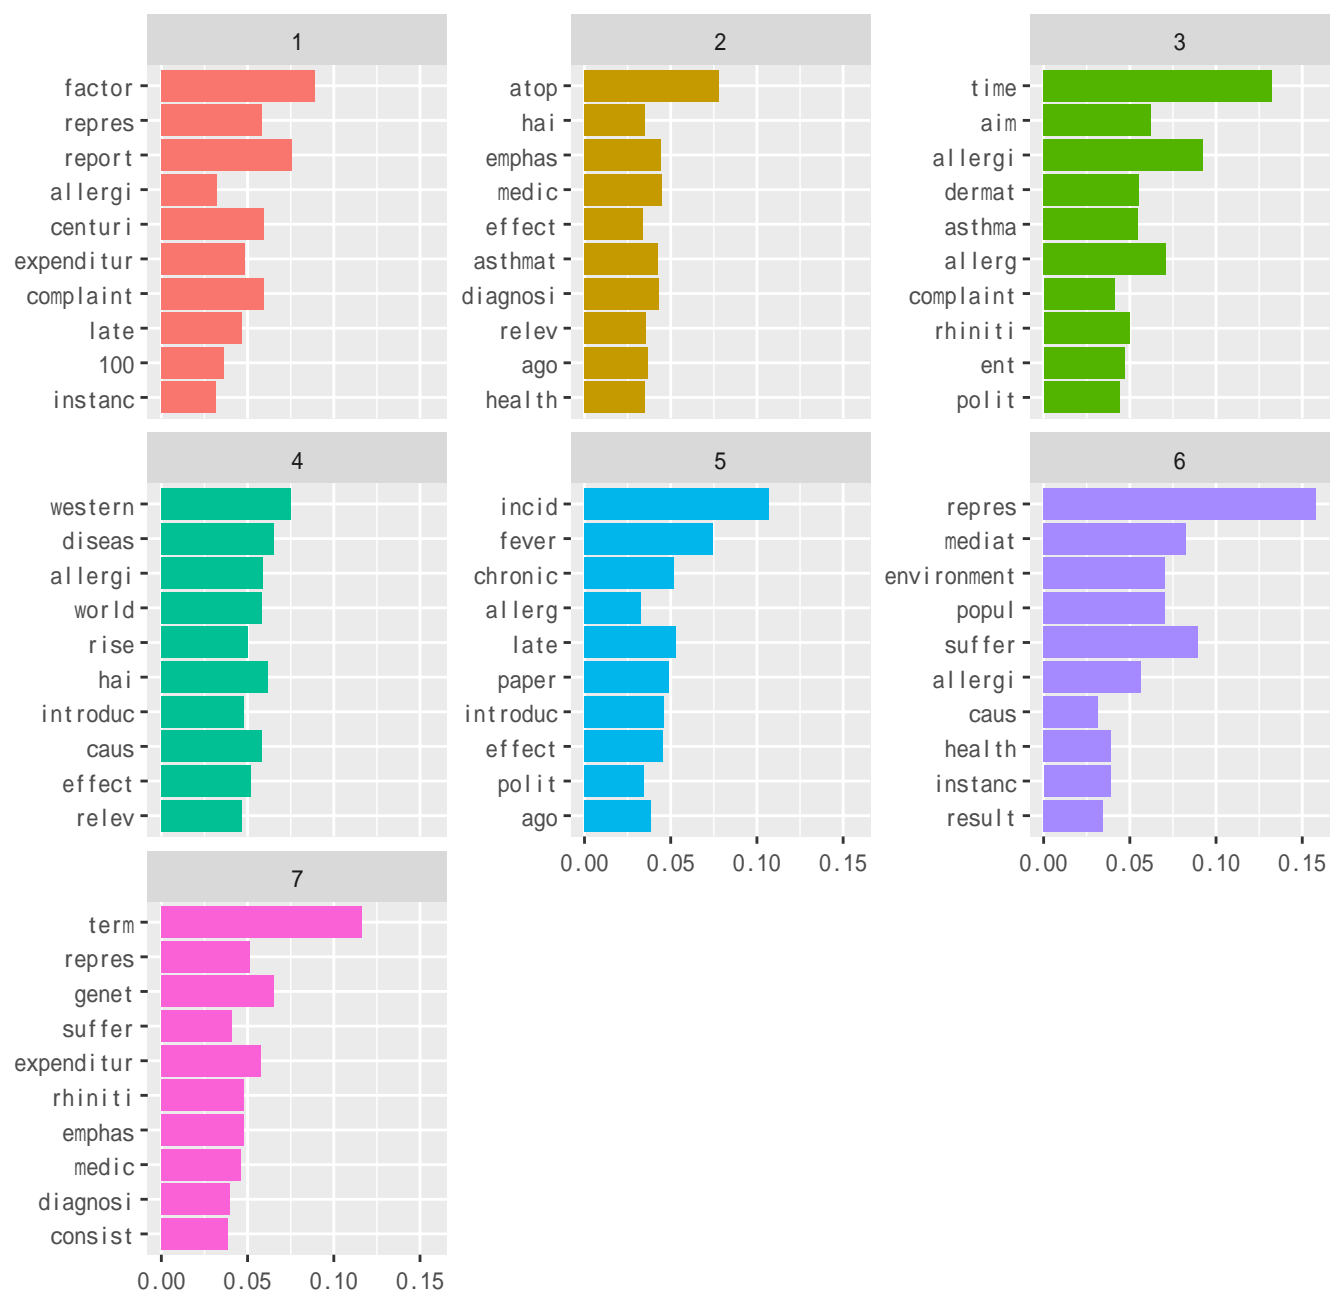 1
factor
repres
report
allergi
centuri
expenditur
complaint
late
100
instanc
2
atop
hai
emphas
medic
effect
asthmat
diagnosi
relev
ago
health
3
time
aim
allergi
dermat
asthma
allerg
complaint
rhiniti
ent
polit
4
western
diseas
allergi
world
rise
hai
introduc
caus
effect
relev
5
incid
fever
chronic
allerg
late
paper
introduc
effect
polit
ago
0.00 0.05 0.10 0.15
6
repres
mediat
environment
popul
suffer
allergi
caus
health
instanc
result
0.00 0.05 0.10 0.15
7
term
repres
genet
suffer
expenditur
rhiniti
emphas
medic
diagnosi
consist
0.00 0.05 0.10 0.15